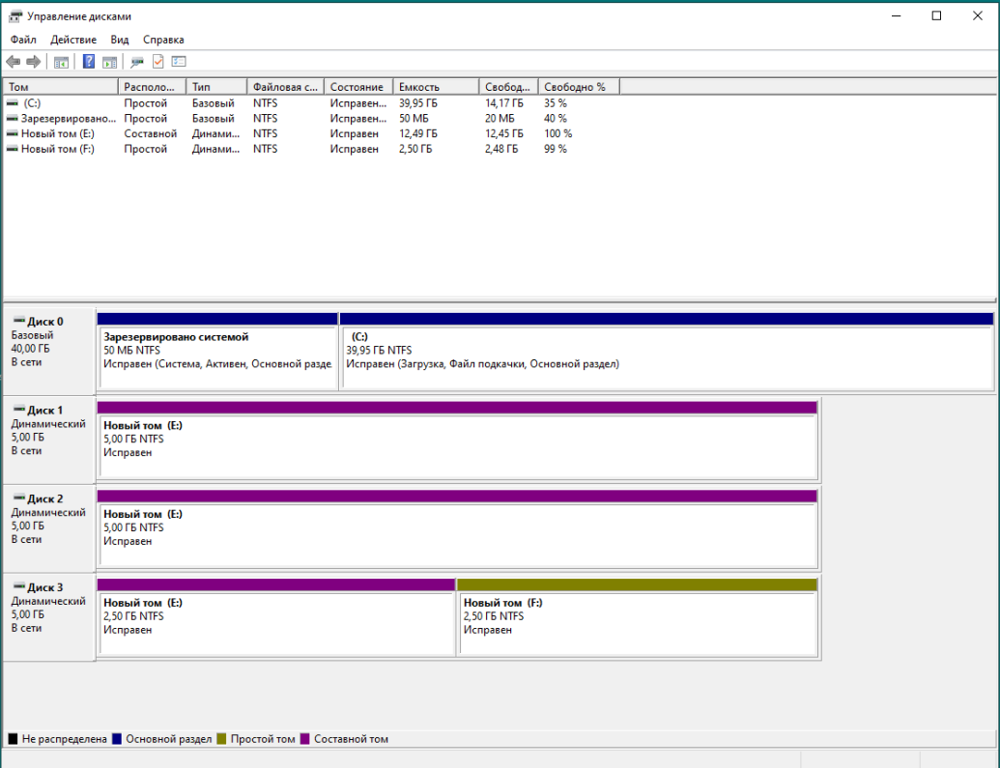 Управление дисками
Файл Действие Вид Справка
Том Располо... Тип Файловая с... Состояние Емкость Свобод... Свободно %
(C:) Простой Базовый NTFS Исправен... 39,95 ГБ 14,17 ГБ 35 %
Зарезервировано... Простой Базовый NTFS Исправен... 50 МБ 20 МБ 40 %
Новый том (E:) Составной Динами... NTFS Исправен 12,49 ГБ 12,45 ГБ 100 %
Новый том (F:) Простой Динами... NTFS Исправен 2,50 ГБ 2,48 ГБ 99 %
Диск 0
Базовый
40,00 ГБ
В сети
Зарезервировано системой
50 МБ NTFS
Исправен (Система, Активен, Основной разде
(C:)
39,95 ГБ NTFS
Исправен (Загрузка, Файл подкачки, Основной раздел)
Диск 1
Динамический
5,00 ГБ
В сети
Новый том (E:)
5,00 ГБ NTFS
Исправен
Диск 2
Динамический
5,00 ГБ
В сети
Новый том (E:)
5,00 ГБ NTFS
Исправен
Диск 3
Динамический
5,00 ГБ
В сети
Новый том (E:)
2,50 ГБ NTFS
Исправен
Новый том (F:)
2,50 ГБ NTFS
Исправен
Не распределена Основной раздел Простой том Составной том